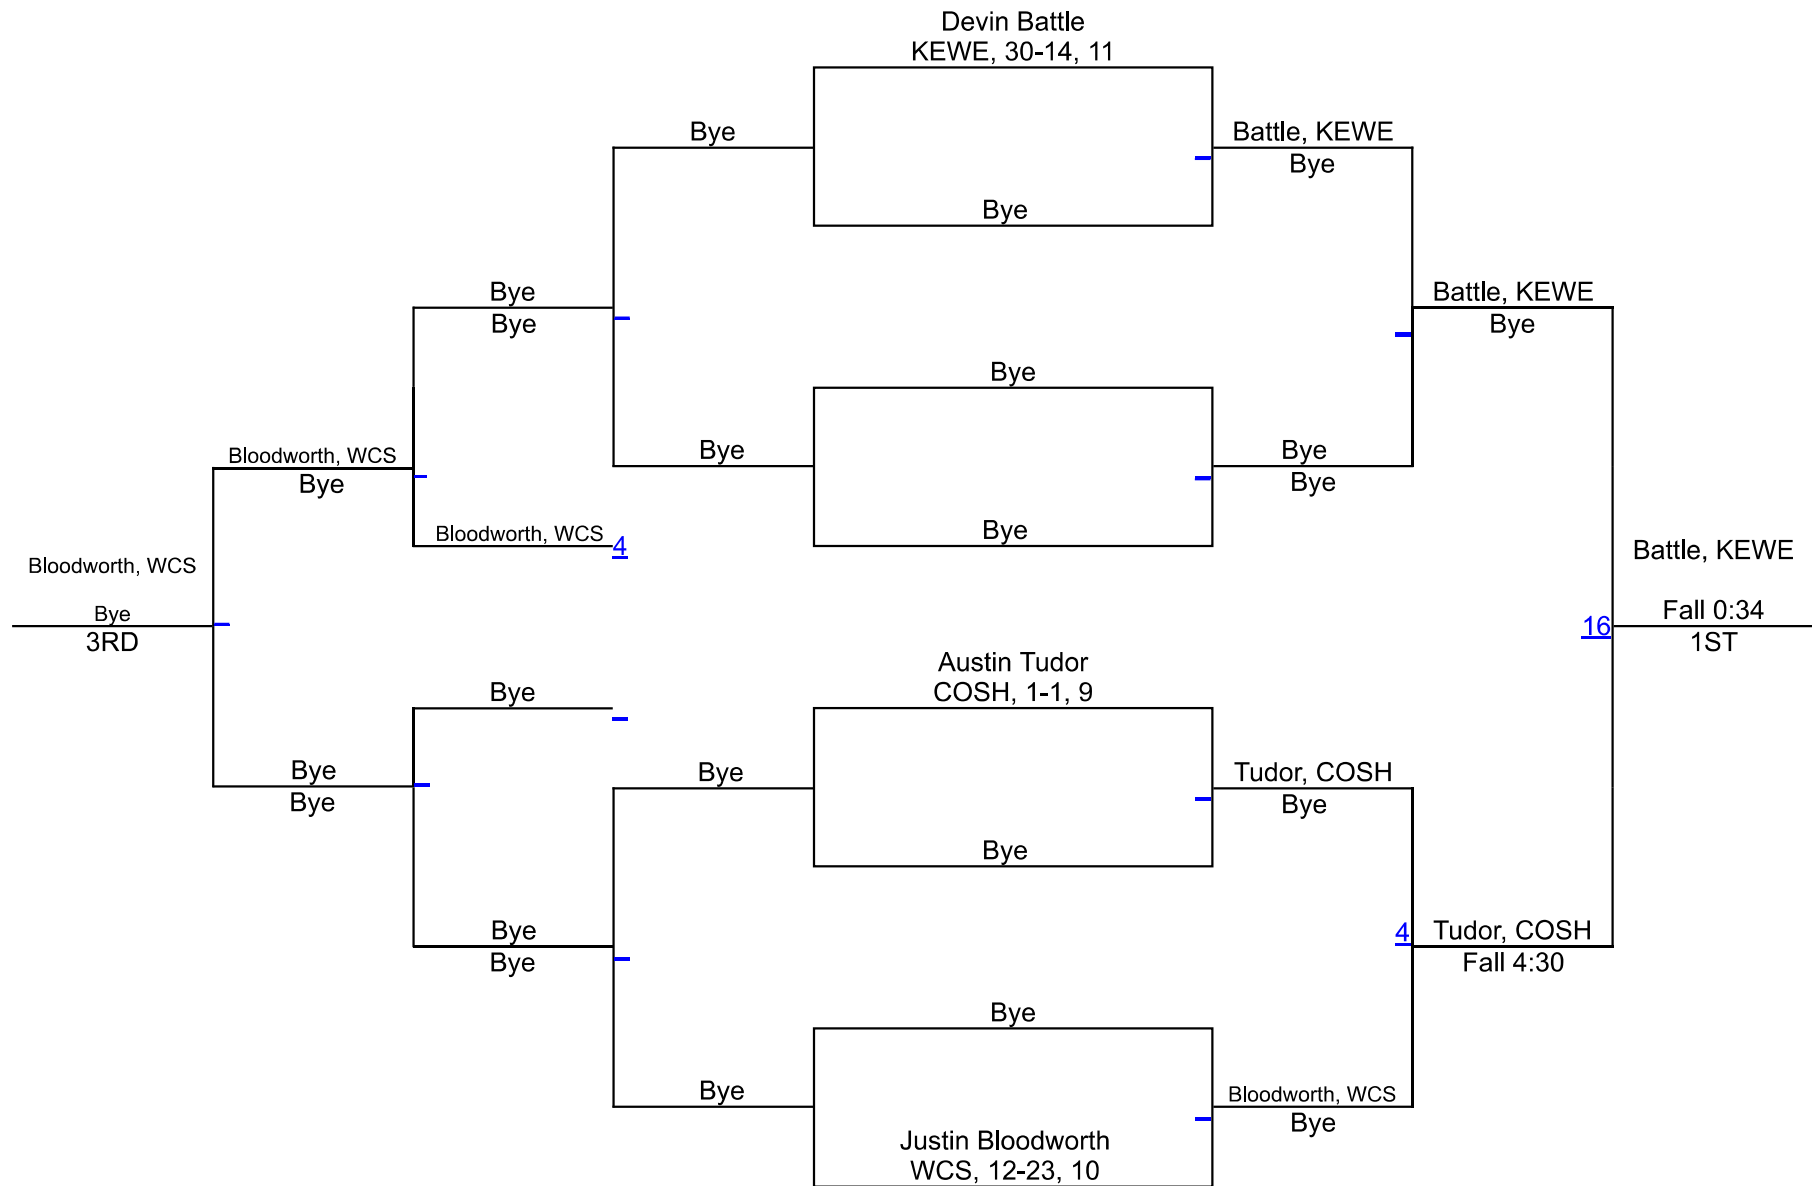 Devin Battle
KEWE, 30-14, 11
Bye
Battle, KEWE
Bye
Bye
Bye
Bye
Battle, KEWE
Bye
Bye
Bye
Bye
Bye
Bye
Bloodworth, WCS
Bye
Bloodworth, WCS
4
Bloodworth, WCS
Bye
3RD
Battle, KEWE
Fall 0:34
1ST
16
Austin Tudor
COSH, 1-1, 9
Bye
Bye
Bye
Bye
Tudor, COSH
Bye
Bye
Bye
Bye
4
Tudor, COSH
Fall 4:30
Bye
Bye
Bloodworth, WCS
Bye
Justin Bloodworth
WCS, 12-23, 10